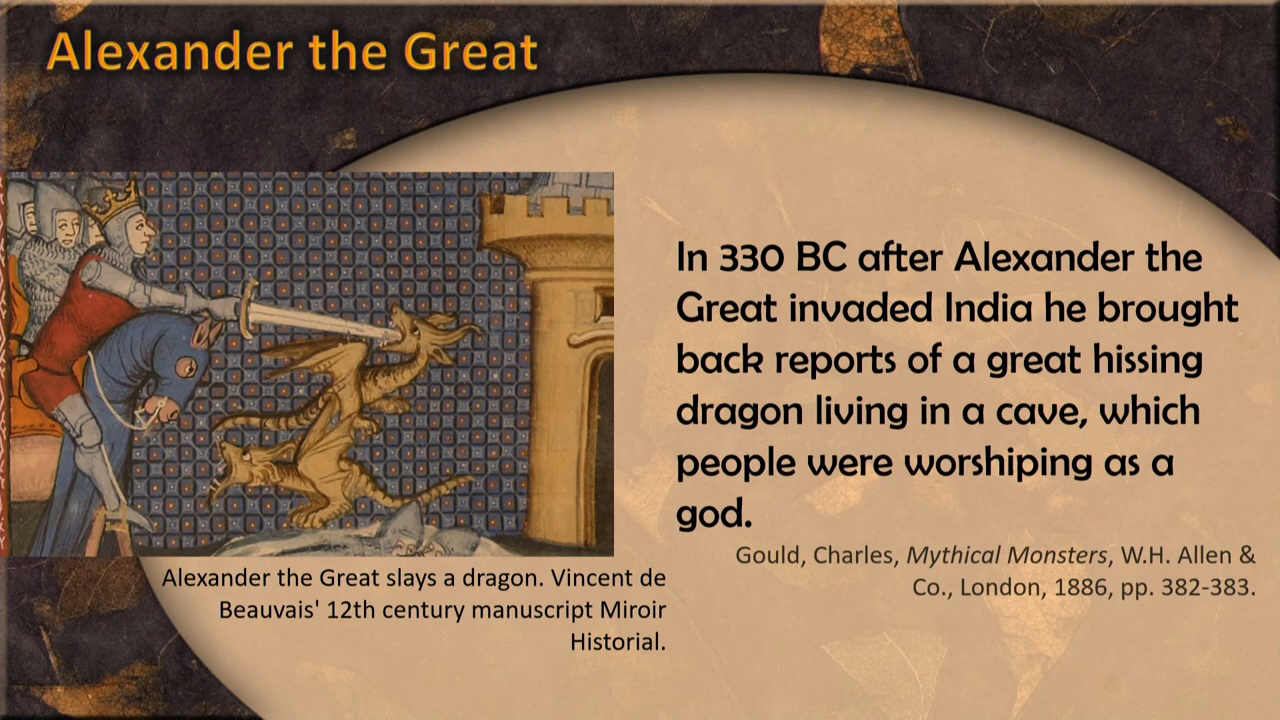 Alexander the Great
In 330 BC after Alexander the
Great invaded India he brought
back reports of a great hissing
dragon living in a cave, which
people were worshiping as a
god.
Gould, Charles, Mythical Monsters, W.H. Allen &
Co., London, 1886, pp. 382-383.
Alexander the Great slays a dragon. Vincent de
Beauvais' 12th century manuscript Miroir
Historial.